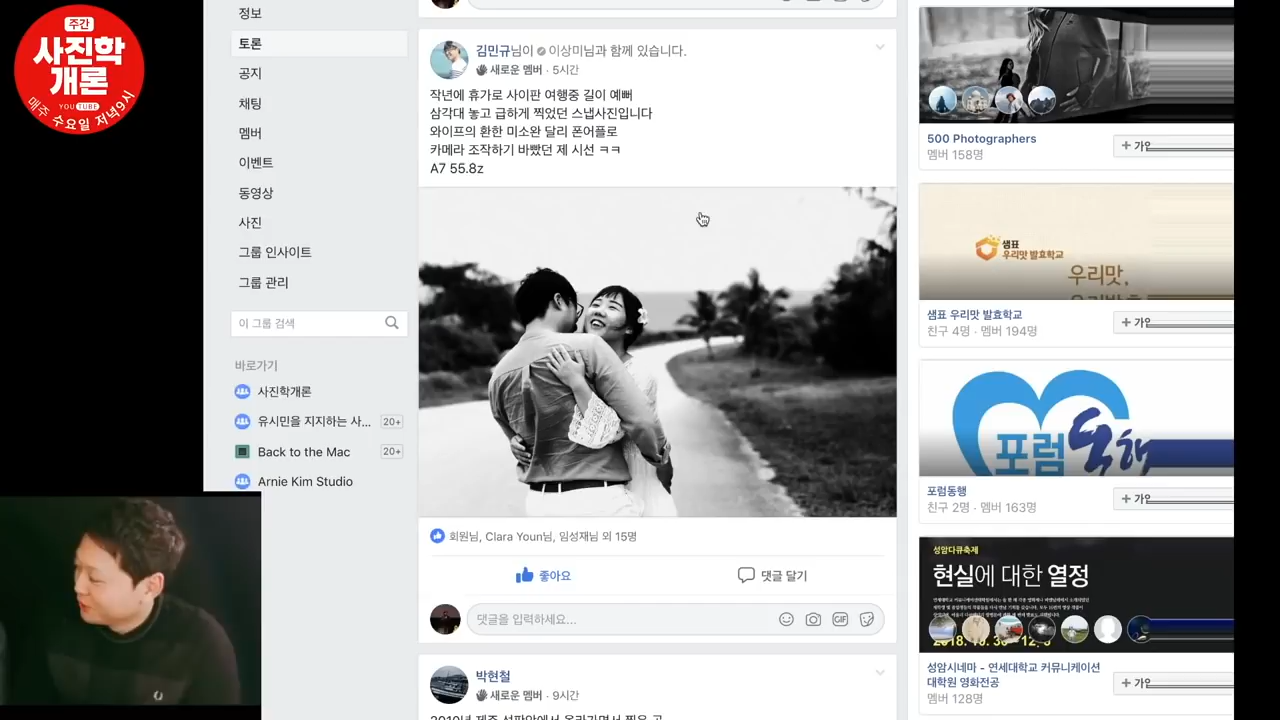 주간
사진학
개론
YOU TUBE
매주 수요일 저녁9시
정보
토론
공지
채팅
멤버
이벤트
동영상
사진
그룹 인사이트
그룹 관리
이 그룹 검색
바로가기
사진학개론
유시민을 지지하는 사... 20+
Back to the Mac 20+
Arnie Kim Studio
김민규님이 이상미님과 함께 있습니다.
새로운 멤버 · 5시간
작년에 휴가로 사이판 여행중 길이 예뻐
삼각대 놓고 급하게 찍었던 스냅사진입니다
와이프의 환한 미소완 달리 폰어플로
카메라 조작하기 바빴던 제 시선 ㅋㅋ
A7 55.8z
회원님, Clara Youn님, 임성재님 외 15명
좋아요 댓글 달기
댓글을 입력하세요...
GIF
박현철
새로운 멤버 · 9시간
500 Photographers
멤버 158명
+ 가입
샘표
우리맛 발효학교
우리맛,
샘표 우리맛 발효학교
친구 4명 · 멤버 194명
+ 가입
포럼동행
포럼동행
친구 2명 · 멤버 163명
+ 가입
성암다큐축제
현실에 대한 열정
성암시네마 - 연세대학교 커뮤니케이션
대학원 영화전공
멤버 128명
+ 가입